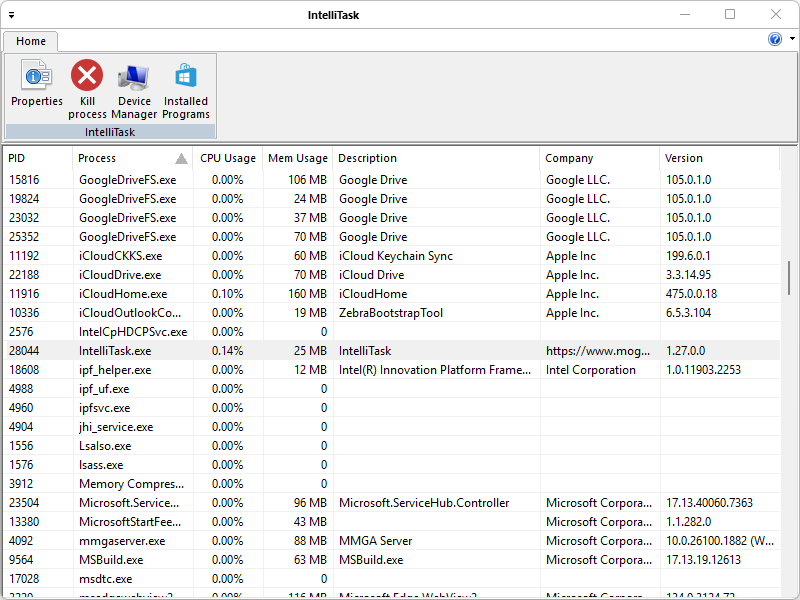 IntelliTask
Home
Properties
Kill process
Device Manager
Installed Programs
IntelliTask
PID Process CPU Usage Mem Usage Description Company Version
15816 GoogleDriveFS.exe 0.00% 106 MB Google Drive Google LLC. 105.0.1.0
19824 GoogleDriveFS.exe 0.00% 24 MB Google Drive Google LLC. 105.0.1.0
23032 GoogleDriveFS.exe 0.00% 37 MB Google Drive Google LLC. 105.0.1.0
25352 GoogleDriveFS.exe 0.00% 70 MB Google Drive Google LLC. 105.0.1.0
11192 iCloudCKKS.exe 0.00% 60 MB iCloud Keychain Sync Apple Inc 199.6.0.1
22188 iCloudDrive.exe 0.00% 70 MB iCloud Drive Apple Inc. 3.3.14.95
11916 iCloudHome.exe 0.10% 160 MB iCloudHome Apple Inc. 475.0.0.18
10336 iCloudOutlookCo... 0.00% 19 MB ZebraBootstrapTool Apple Inc. 6.5.3.104
2576 IntelCpHDCPSvc.exe 0.00% 0
28044 IntelliTask.exe 0.14% 25 MB IntelliTask https://www.mog... 1.27.0.0
18608 ipf_helper.exe 0.00% 12 MB Intel(R) Innovation Platform Frame... Intel Corporation 1.0.11903.2253
4988 ipf_uf.exe 0.00% 0
4960 ipfsvc.exe 0.00% 0
4904 jhi_service.exe 0.00% 0
1556 LsaIso.exe 0.00% 0
1576 lsass.exe 0.00% 0
3912 Memory Compres... 0.00% 0
23504 Microsoft.Service... 0.00% 96 MB Microsoft.ServiceHub.Controller Microsoft Corpora... 17.13.40060.7363
13380 MicrosoftStartFee... 0.00% 43 MB Microsoft Corpora... 1.1.282.0
4092 mmgaserver.exe 0.00% 88 MB MMGA Server Microsoft Corpora... 10.0.26100.1882 (W...
9564 MSBuild.exe 0.00% 63 MB MSBuild.exe Microsoft Corpora... 17.13.19.12613
17028 msdtc.exe 0.00% 0
0.00% 116 MB Microsoft Edge WebView2 Microsoft Corpora...